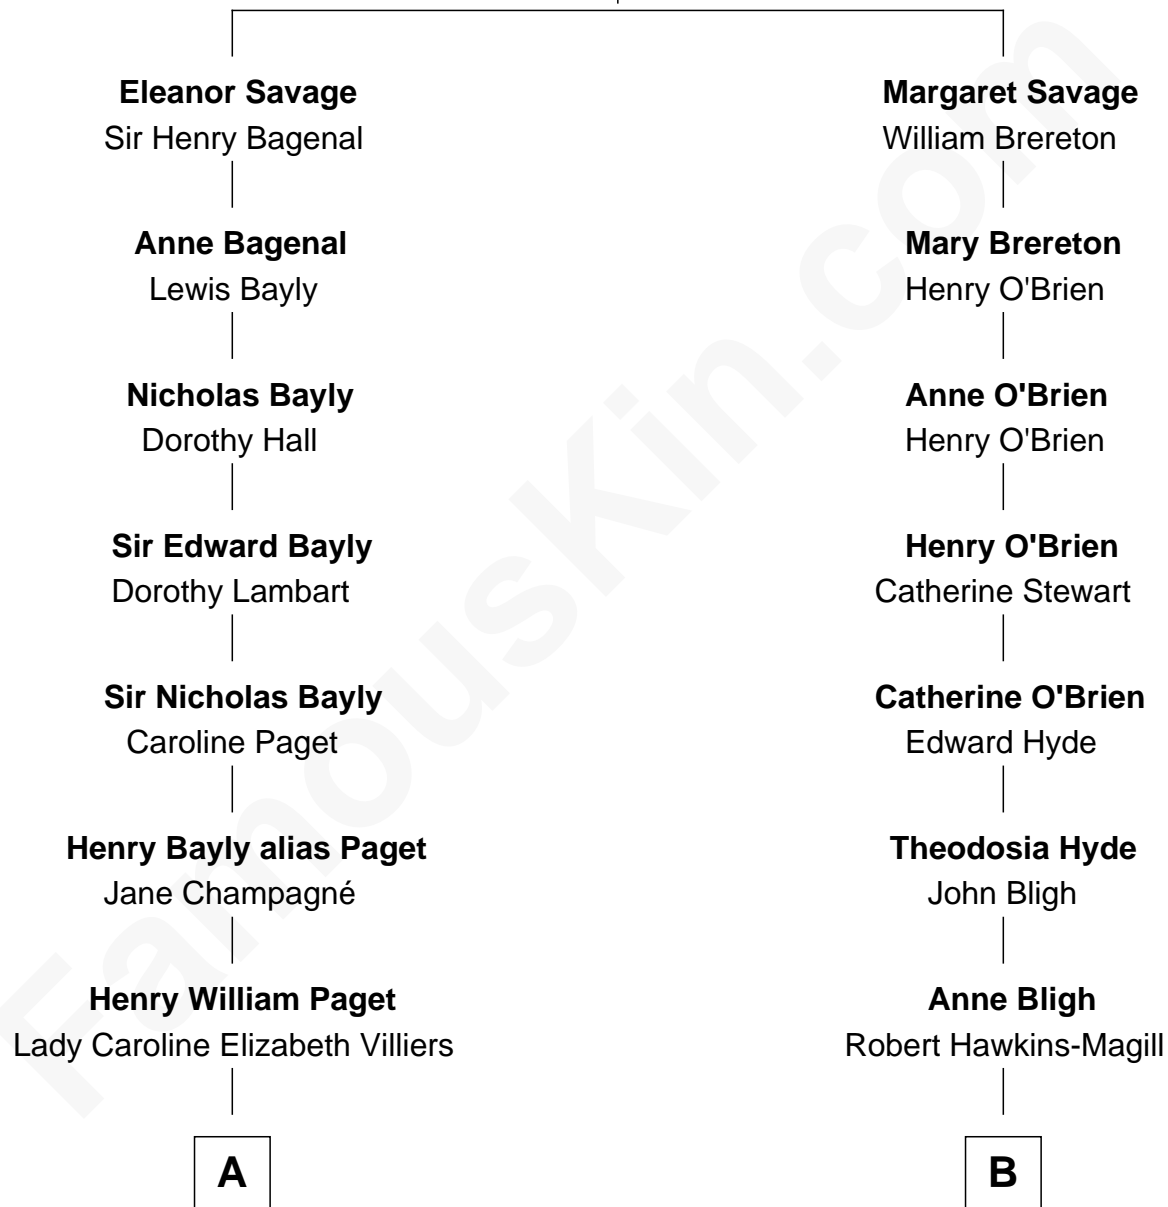 Eleanor Savage
Sir Henry Bagenal
Anne Bagenal
Lewis Bayly
Nicholas Bayly
Dorothy Hall
Sir Edward Bayly
Dorothy Lambart
Sir Nicholas Bayly
Caroline Paget
Henry Bayly alias Paget
Jane Champagné
Henry William Paget
Lady Caroline Elizabeth Villiers
A
Margaret Savage
William Brereton
Mary Brereton
Henry O'Brien
Anne O'Brien
Henry O'Brien
Henry O'Brien
Catherine Stewart
Catherine O'Brien
Edward Hyde
Theodosia Hyde
John Bligh
Anne Bligh
Robert Hawkins-Magill
B
FamousKin.com